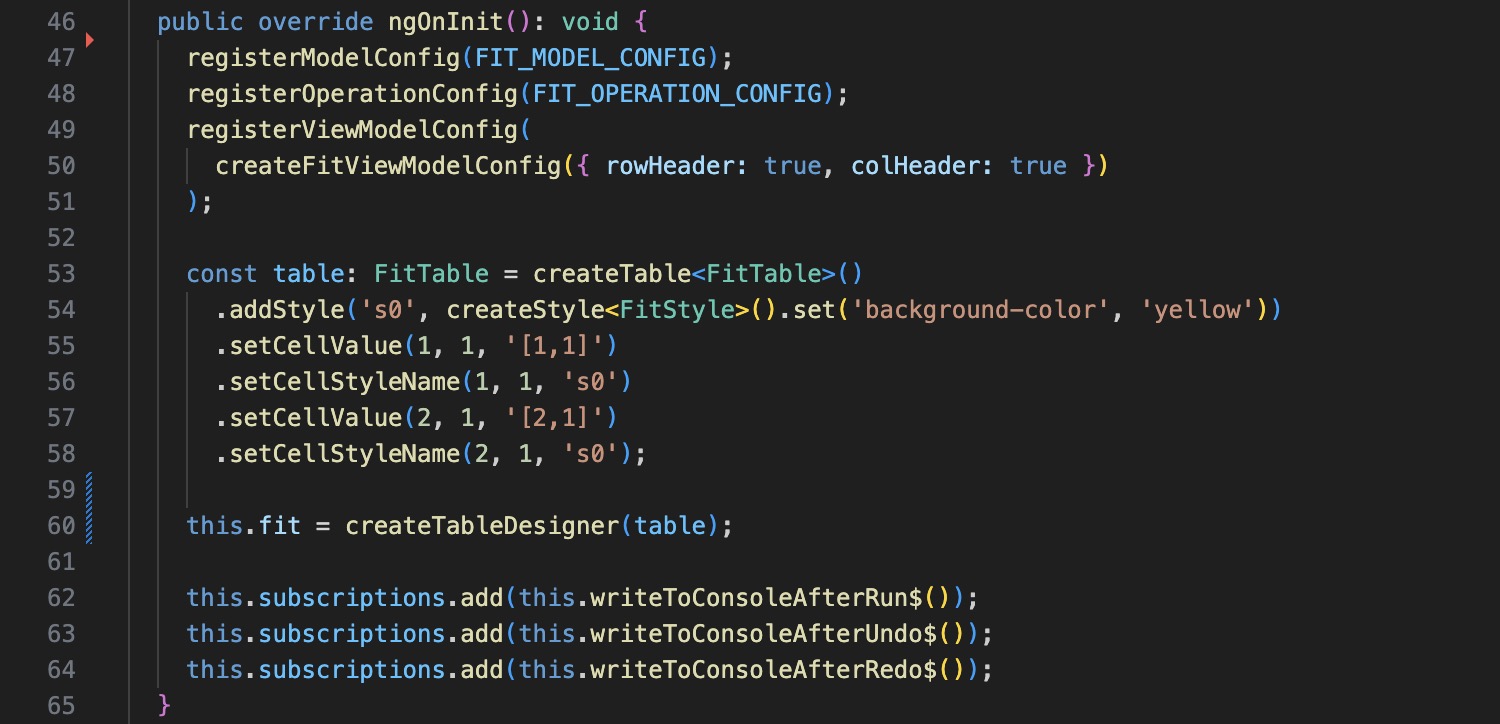 46 public override ngOnInit(): void {
47 registerModelConfig(FIT_MODEL_CONFIG);
48 registerOperationConfig(FIT_OPERATION_CONFIG);
49 registerViewModelConfig(
50 createFitViewModelConfig({ rowHeader: true, colHeader: true })
51 );
52
53 const table: FitTable = createTable<FitTable>()
54 .addStyle('s0', createStyle<FitStyle>().set('background-color', 'yellow'))
55 .setCellValue(1, 1, '[1,1]')
56 .setCellStyleName(1, 1, 's0')
57 .setCellValue(2, 1, '[2,1]')
58 .setCellStyleName(2, 1, 's0');
59
60 this.fit = createTableDesigner(table);
61
62 this.subscriptions.add(this.writeToConsoleAfterRun$());
63 this.subscriptions.add(this.writeToConsoleAfterUndo$());
64 this.subscriptions.add(this.writeToConsoleAfterRedo$());
65 }